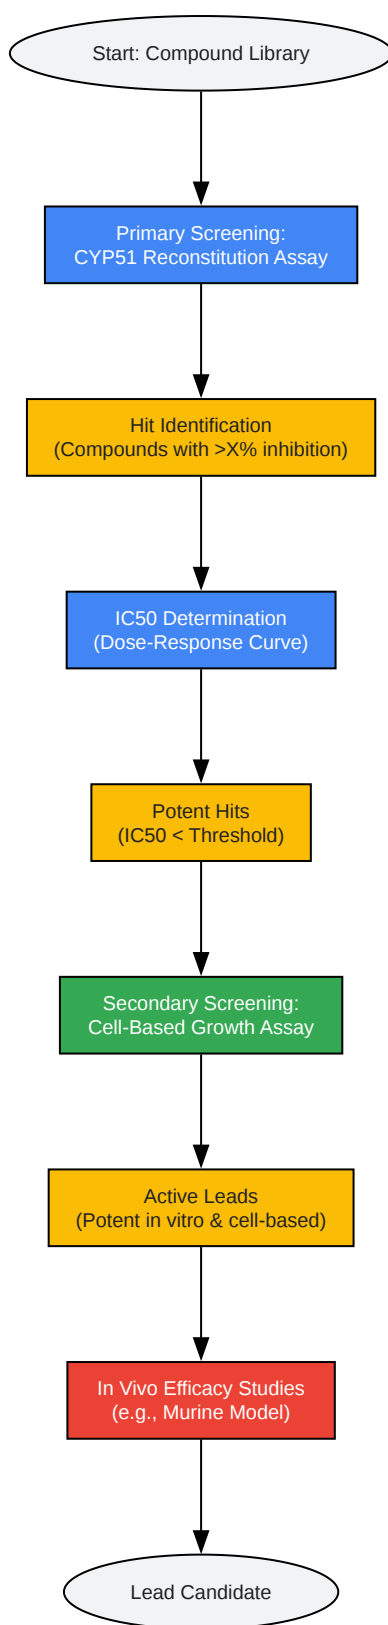 Start: Compound Library
Primary Screening:
CYP51 Reconstitution Assay
Hit Identification
(Compounds with >X% inhibition)
IC50 Determination
(Dose-Response Curve)
Potent Hits
(IC50 < Threshold)
Secondary Screening:
Cell-Based Growth Assay
Active Leads
(Potent in vitro & cell-based)
In Vivo Efficacy Studies
(e.g., Murine Model)
Lead Candidate